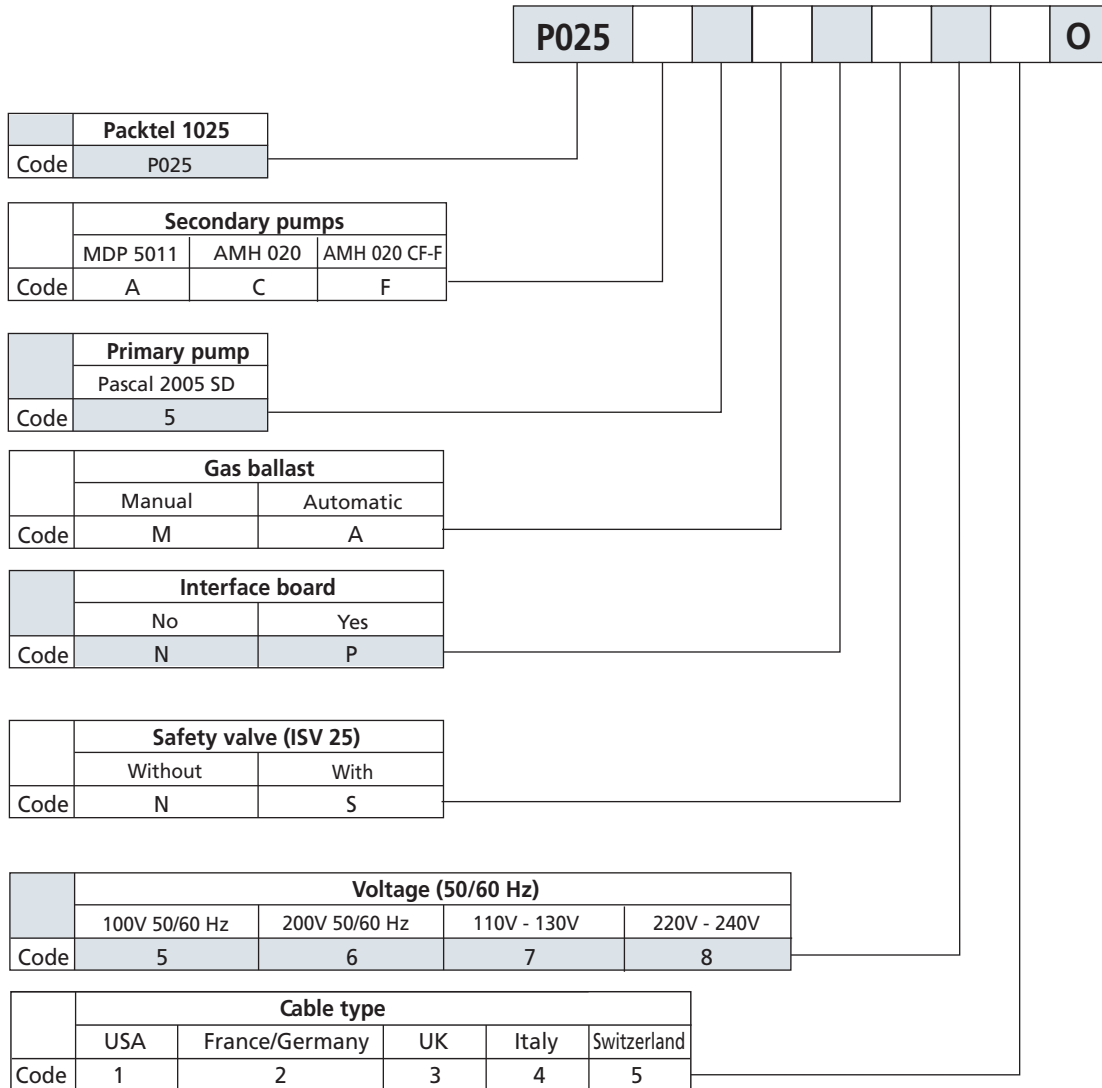 P025 O
Packtel 1025
Code P025
Secondary pumps
MDP 5011 AMH 020 AMH 020 CF-F
Code A C F
Primary pump
Pascal 2005 SD
Code 5
Gas ballast
Manual Automatic
Code M A
Interface board
No Yes
Code N P
Safety valve (ISV 25)
Without With
Code N S
Voltage (50/60 Hz)
100V 50/60 Hz 200V 50/60 Hz 110V - 130V 220V - 240V
Code 5 6 7 8
Cable type
USA France/Germany UK Italy Switzerland
Code 1 2 3 4 5